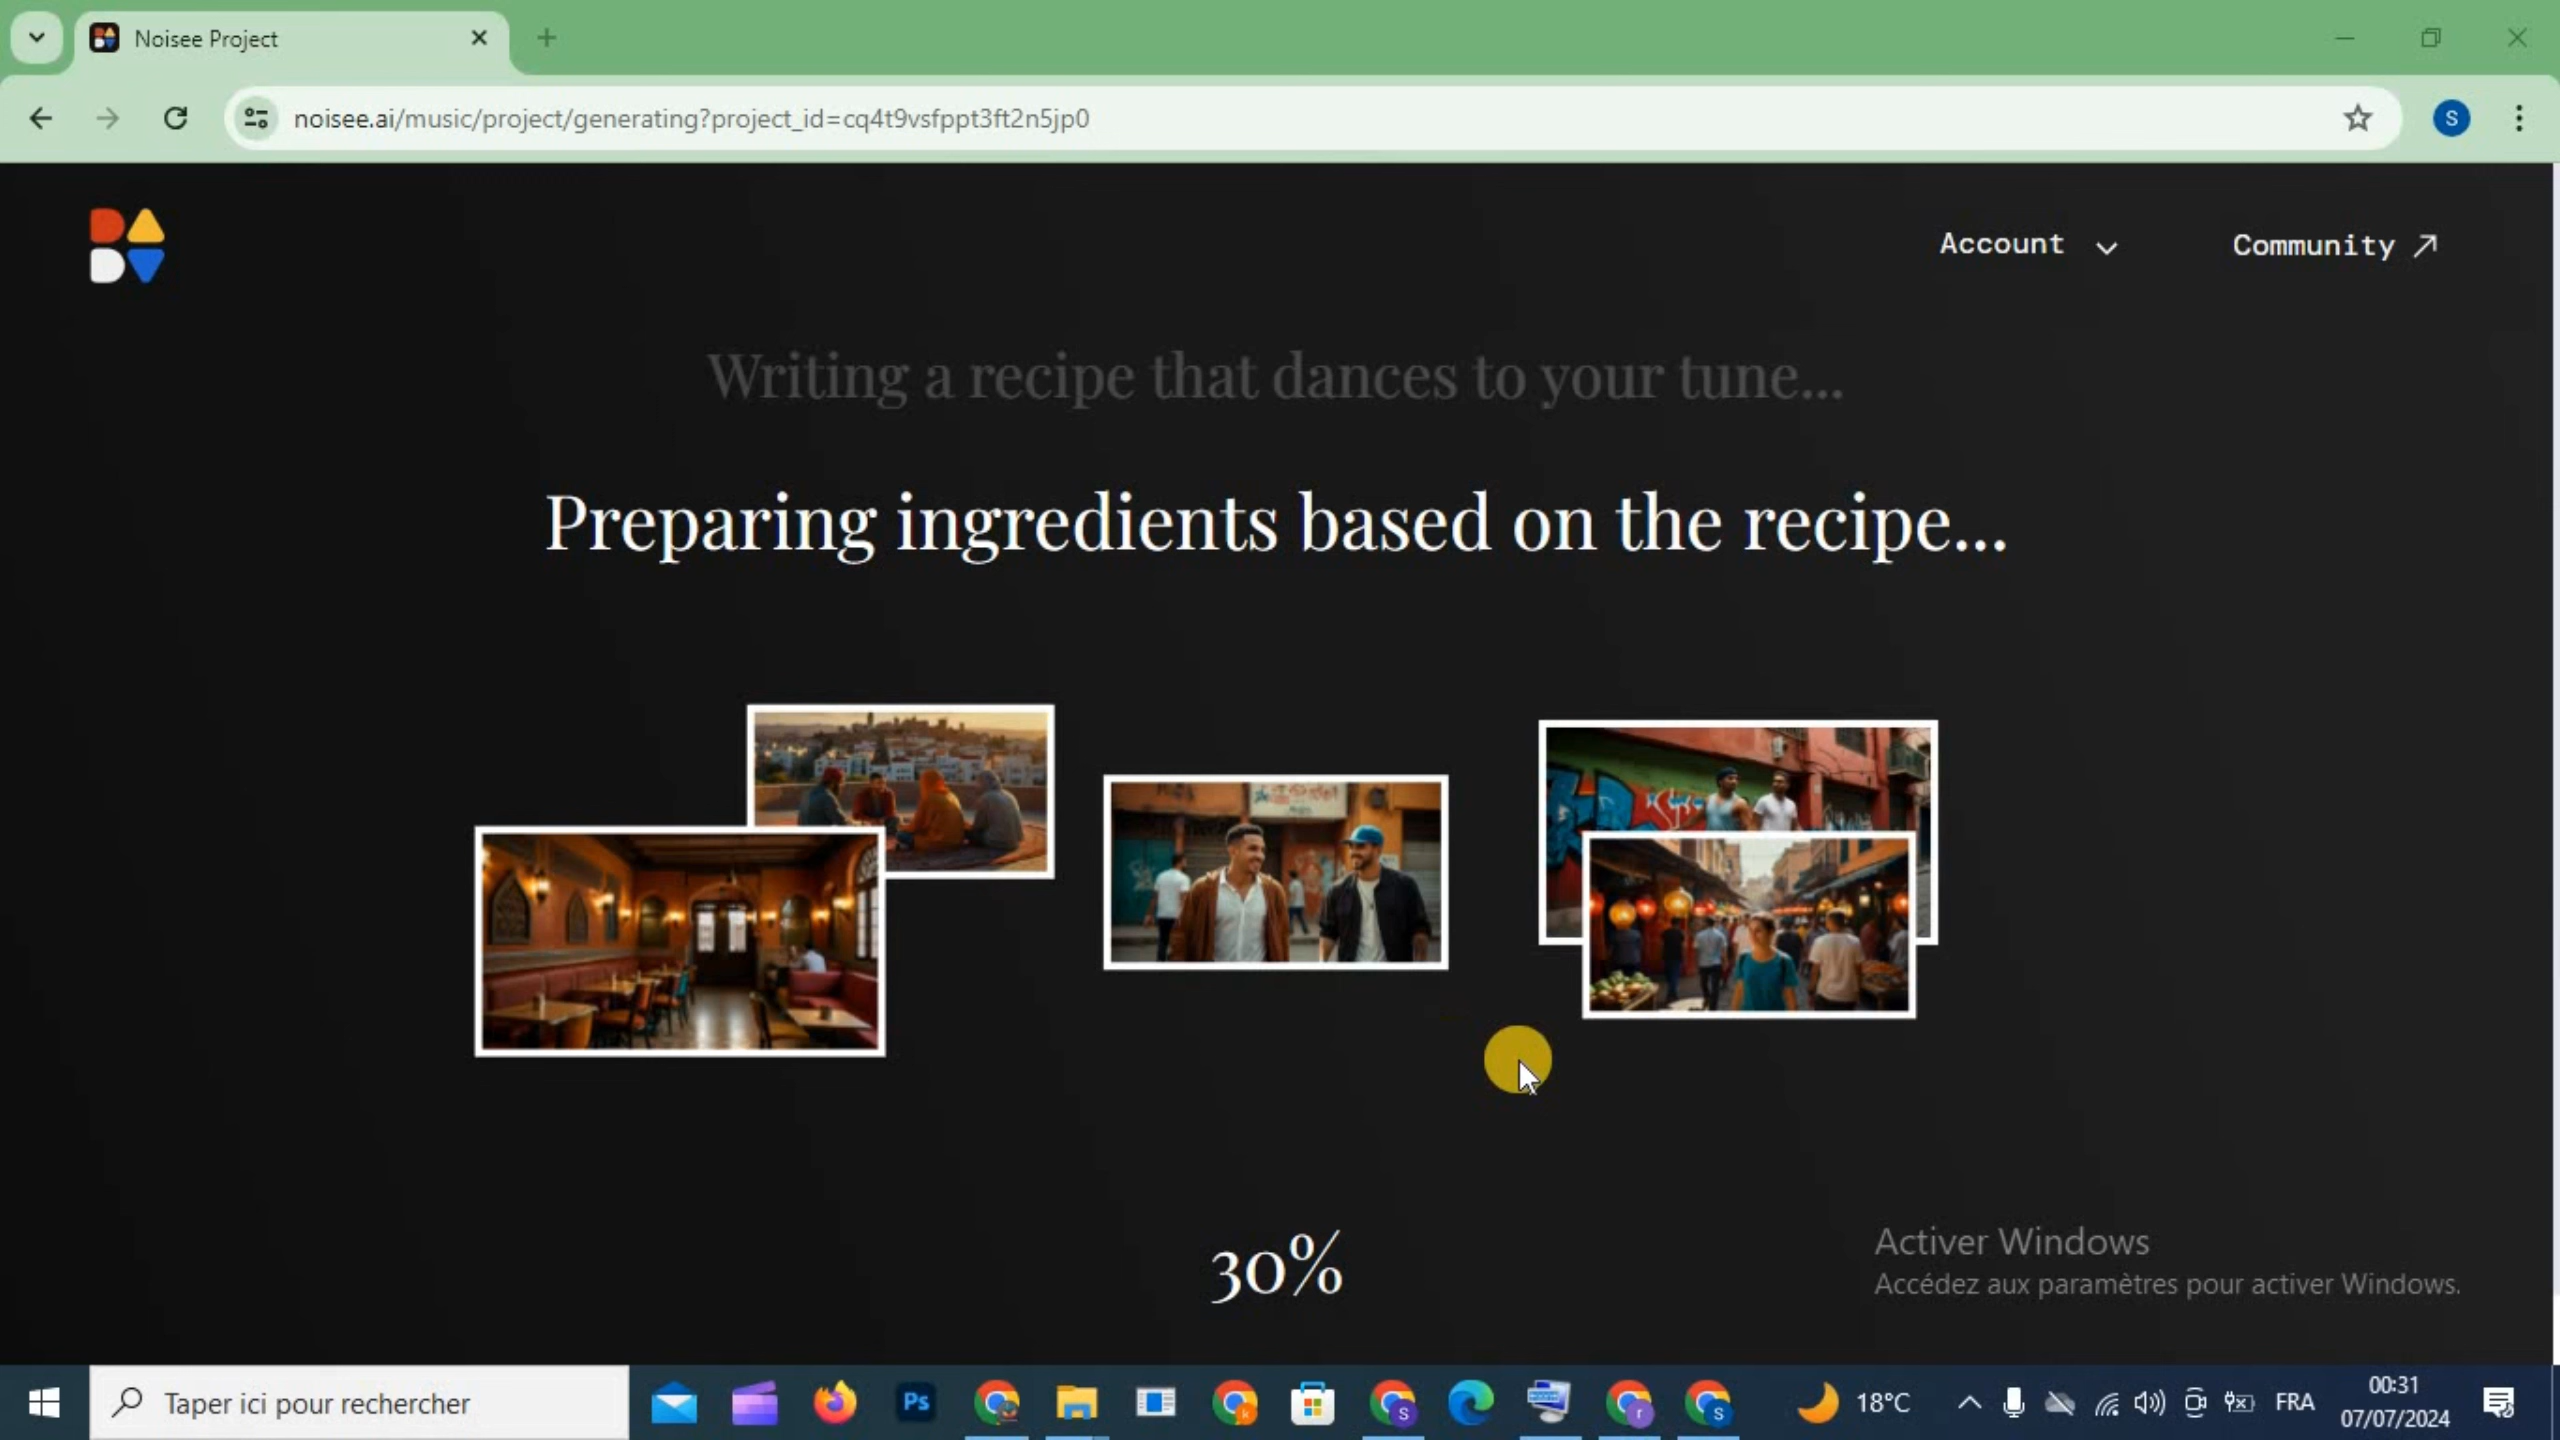 Noisee Project
noisee.ai/music/project/generating?project_id=cq4t9vsfppt3ft2n5jp0
S
Account
Community
Writing a recipe that dances to your tune...
Preparing ingredients based on the recipe...
30%
Activer Windows
Accédez aux paramètres pour activer Windows.
Taper ici pour rechercher
Ps
k
S
r
S
18°C
FRA
00:31
07/07/2024